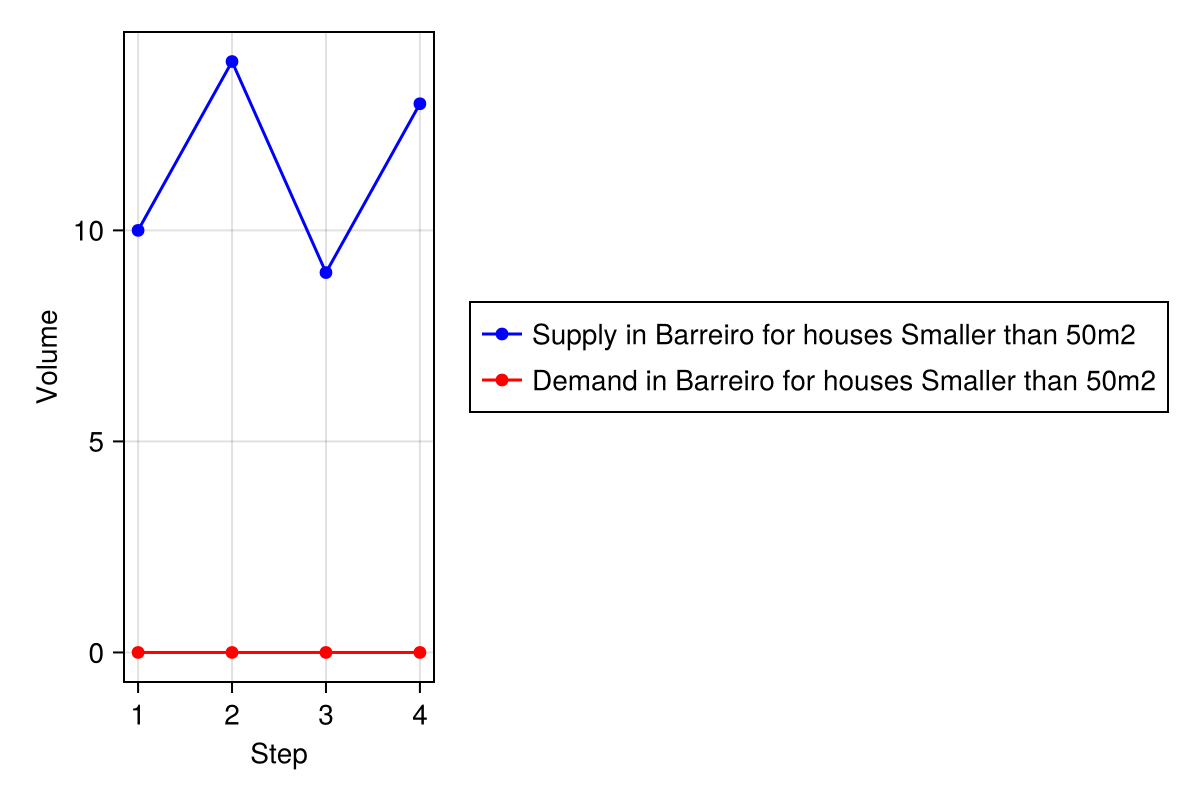 Volume
10
5
0
1 2 3 4
Step
Supply in Barreiro for houses Smaller than 50m2
Demand in Barreiro for houses Smaller than 50m2